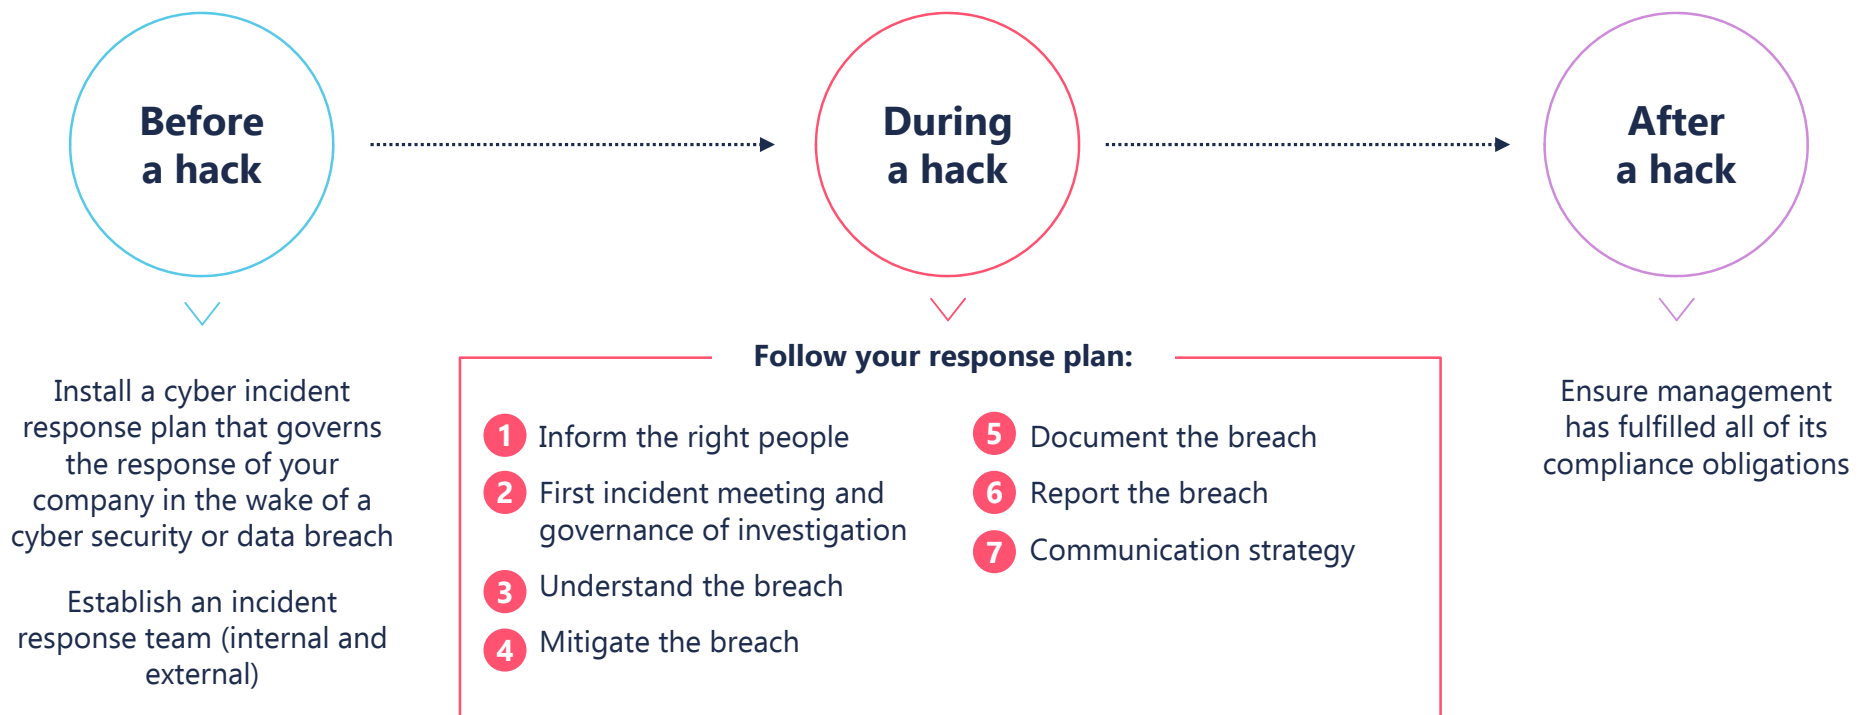 Before
a hack
During
a hack
After
a hack
Install a cyber incident
response plan that governs
the response of your
company in the wake of a
cyber security or data breach
Establish an incident
response team (internal and
external)
Follow your response plan:
1 Inform the right people
2 First incident meeting and
governance of investigation
3 Understand the breach
4 Mitigate the breach
5 Document the breach
6 Report the breach
7 Communication strategy
Ensure management
has fulfilled all of its
compliance obligations